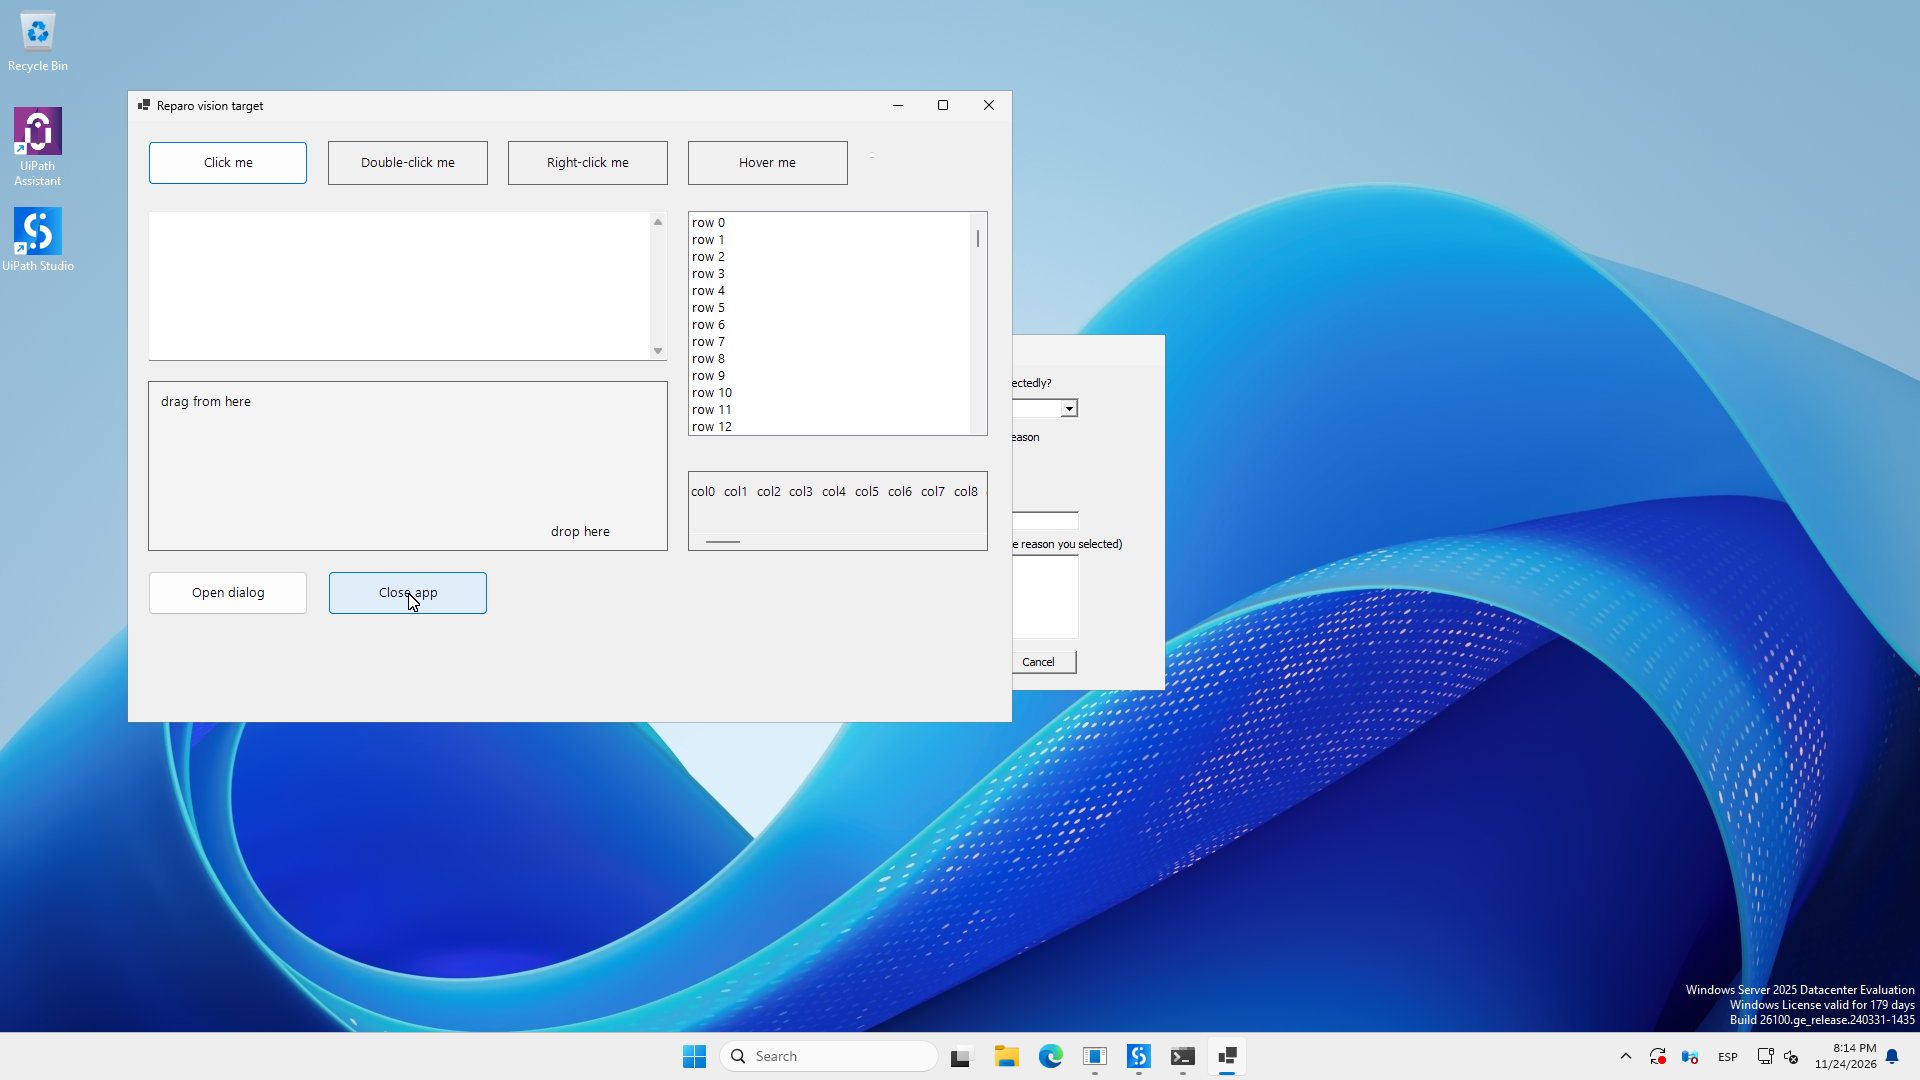 Recycle Bin
UiPath
Assistant
UiPath Studio
Reparo vision target
Click me
Double-click me
Right-click me
Hover me
row 0
row 1
row 2
row 3
row 4
row 5
row 6
row 7
row 8
row 9
row 10
row 11
row 12
drag from here
drop here
col0 col1 col2 col3 col4 col5 col6 col7 col8
Open dialog
Close app
ectedly?
eason
e reason you selected)
Cancel
Windows Server 2025 Datacenter Evaluation
Windows License valid for 179 days
Build 26100.ge_release.240331-1435
Search
ESP
8:14 PM
11/24/2026